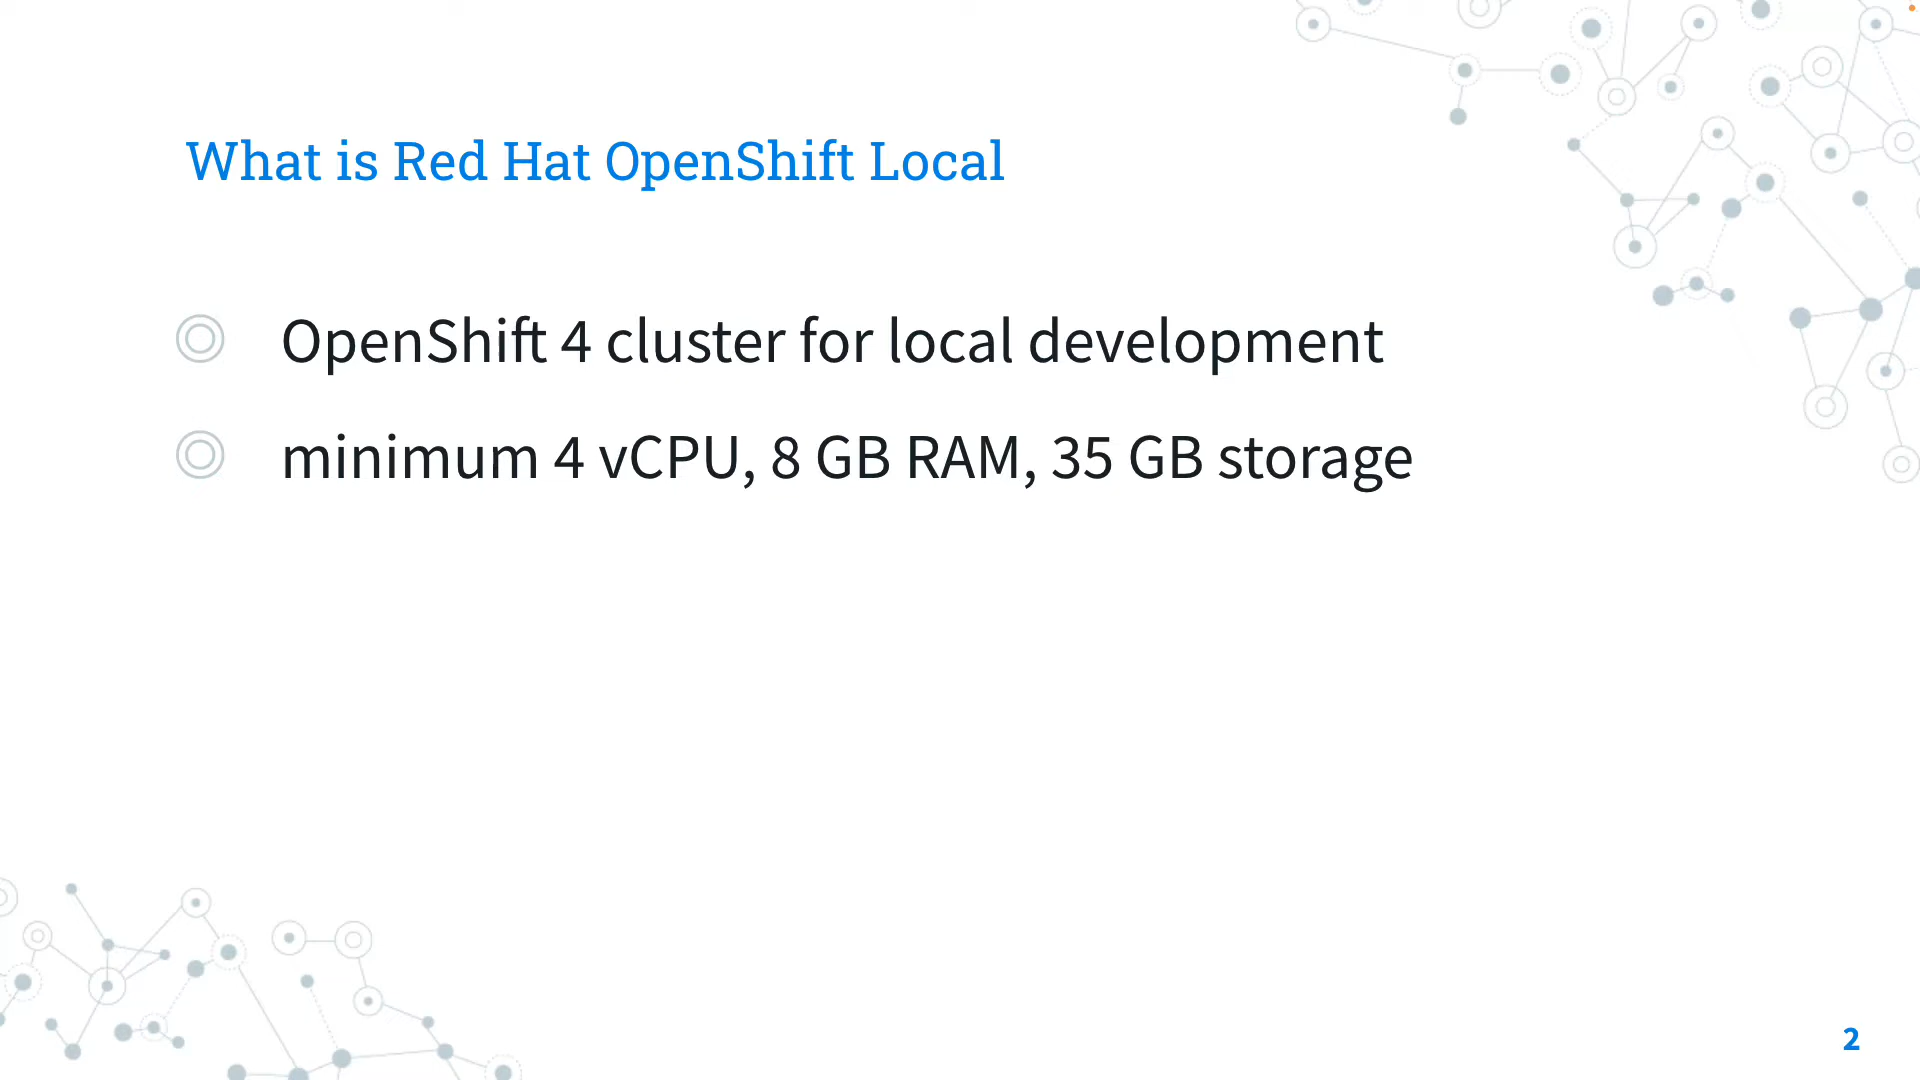 What is Red Hat OpenShift Local
OpenShift 4 cluster for local development
minimum 4 vCPU, 8 GB RAM, 35 GB storage
2